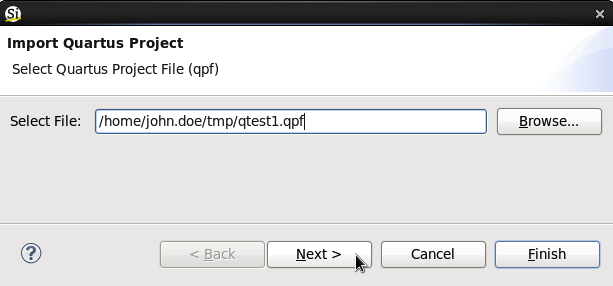 Si
Import Quartus Project
Select Quartus Project File (qpf)
Select File: /home/john.doe/tmp/qtest1.qpf Browse...
? < Back Next > Cancel Finish